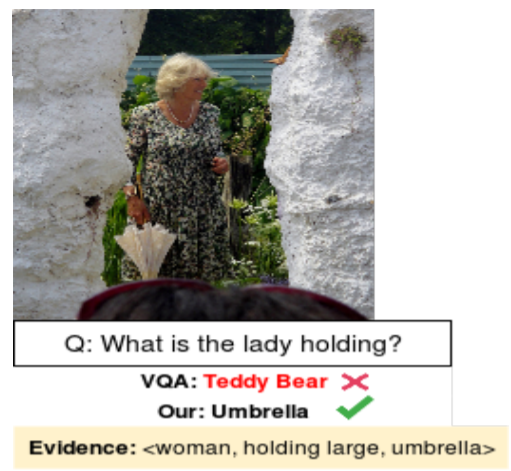 Q: What is the lady holding?
VQA: Teddy Bear
Our: Umbrella
Evidence: <woman, holding large, umbrella>